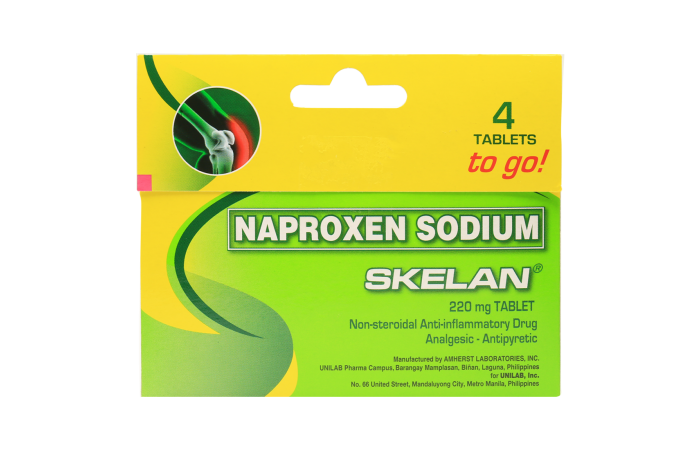 4
TABLETS
to go!
NAPROXEN SODIUM
SKELAN®
220 mg TABLET
Non-steroidal Anti-inflammatory Drug
Analgesic - Antipyretic
Manufactured by AMHERST LABORATORIES, INC.
UNILAB Pharma Campus, Barangay Mamplasan, Biñan, Laguna, Philippines
for UNILAB, Inc.
No. 66 United Street, Mandaluyong City, Metro Manila, Philippines